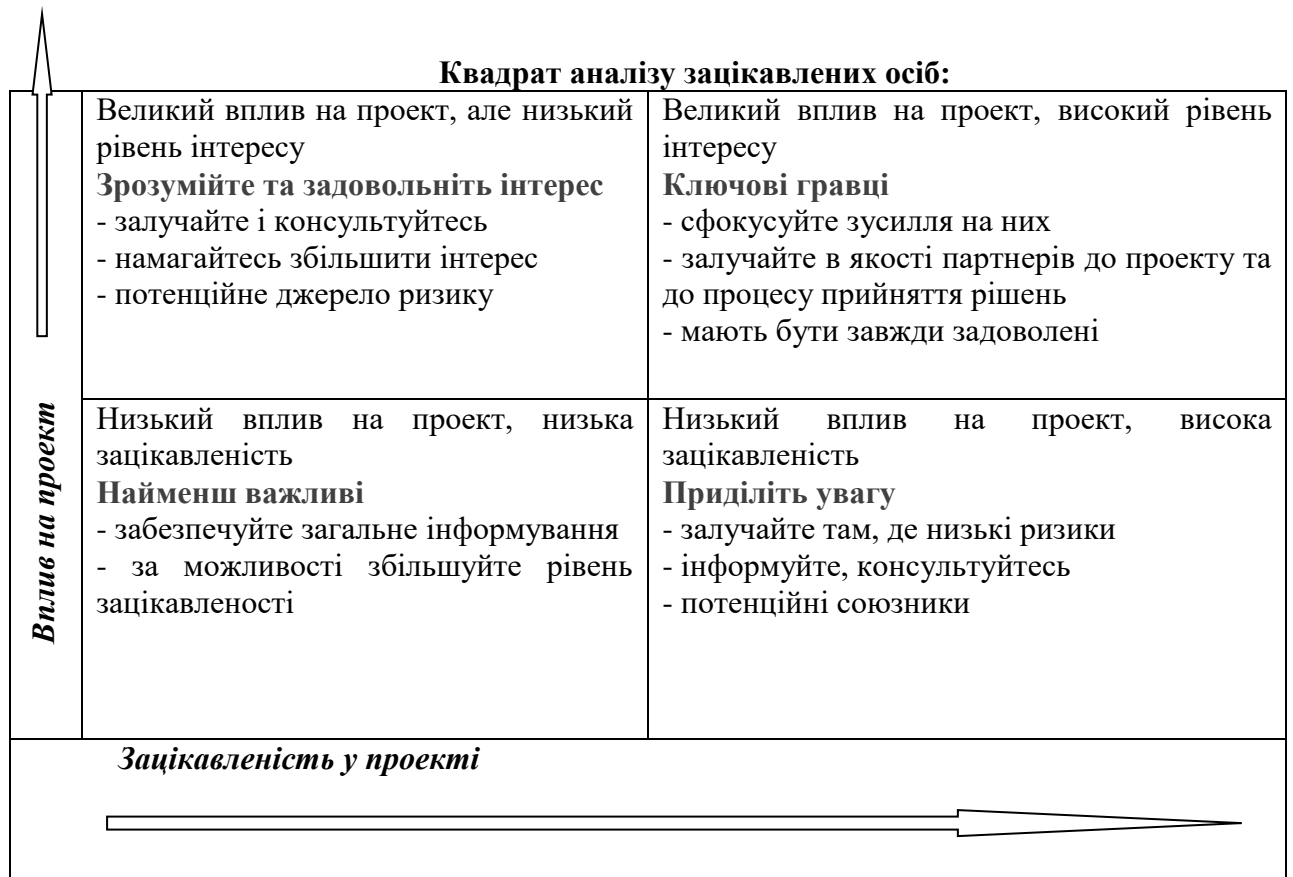 Квадрат аналізу зацікавлених осіб:
Великий вплив на проект, але низький
рівень інтересу
Зрозумійте та задовольніть інтерес
- залучайте і консультуйтесь
- намагайтесь збільшити інтерес
- потенційне джерело ризику
Великий вплив на проект, високий рівень
інтересу
Ключові гравці
- сфокусуйте зусилля на них
- залучайте в якості партнерів до проекту та
до процесу прийняття рішень
- мають бути завжди задоволені
Вплив на проект
Низький вплив на проект, низька
зацікавленість
Найменш важливі
- забезпечуйте загальне інформування
- за можливості збільшуйте рівень
зацікавленості
Низький вплив на проект, висока
зацікавленість
Приділіть увагу
- залучайте там, де низькі ризики
- інформуйте, консультуйтесь
- потенційні союзники
Зацікавленість у проекті